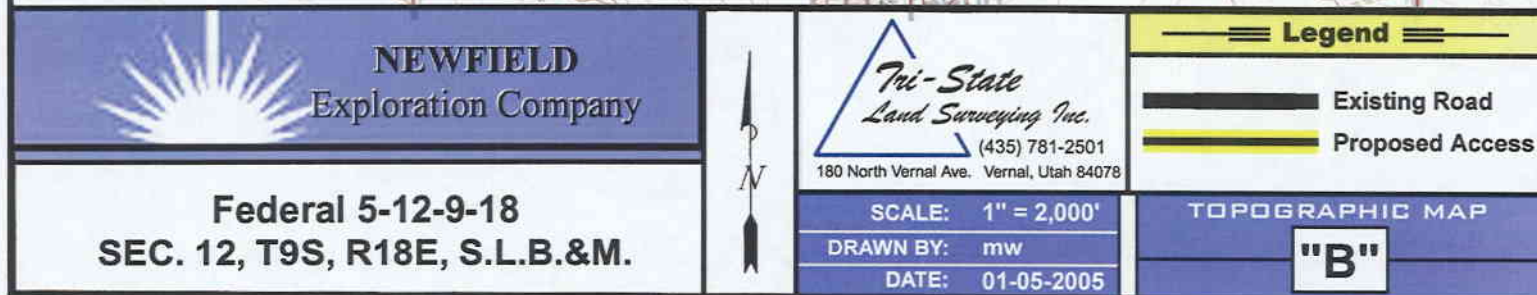 NEWFIELD
Exploration Company
Federal 5-12-9-18
SEC. 12, T9S, R18E, S.L.B.&M.
N
Tri-State
Land Surveying Inc.
(435) 781-2501
180 North Vernal Ave. Vernal, Utah 84078
SCALE: 1" = 2,000'
DRAWN BY: mw
DATE: 01-05-2005
Legend
Existing Road
Proposed Access
TOPOGRAPHIC MAP
"B"